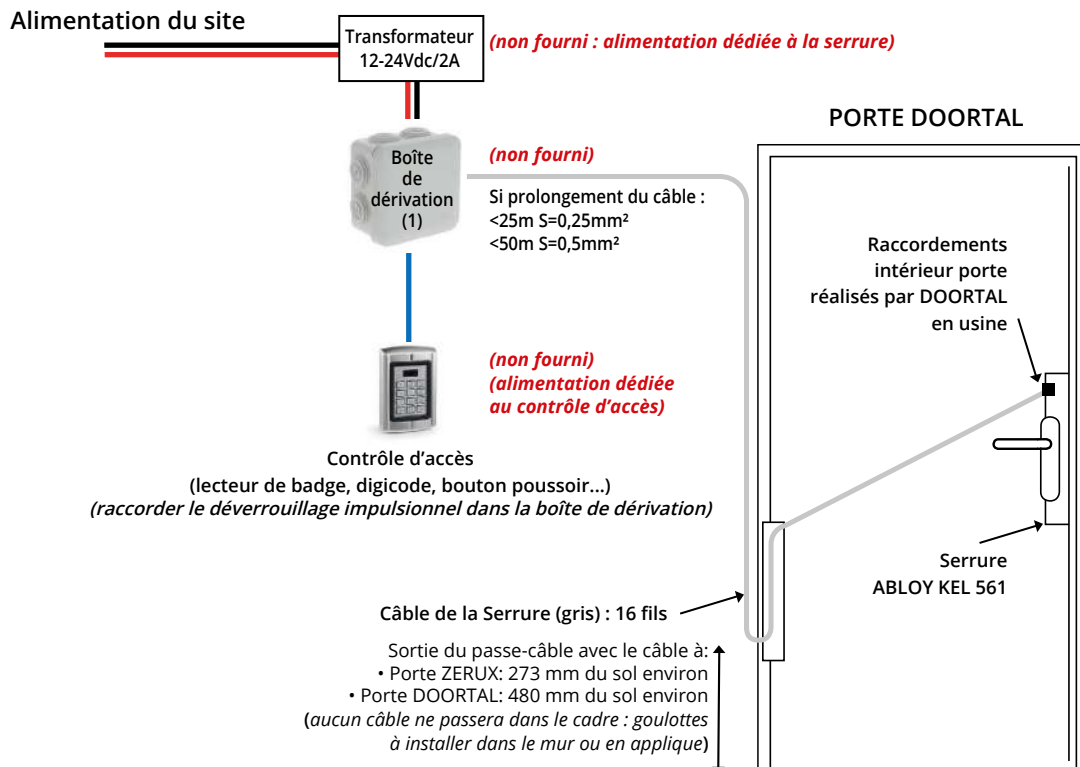 Alimentation du site
Transformateur
12-24Vdc/2A
(non fourni : alimentation dédiée à la serrure)
PORTE DOORTAL
Boîte
de
dérivation
(1)
(non fourni)
Si prolongement du câble :
<25m S=0,25mm²
<50m S=0,5mm²
Raccordements
intérieur porte
réalisés par DOORTAL
en usine
(non fourni)
(alimentation dédiée
au contrôle d’accès)
Contrôle d’accès
(lecteur de badge, digicode, bouton poussoir...)
(raccorder le déverrouillage impulsionnel dans la boîte de dérivation)
Serrure
ABLOY KEL 561
Câble de la Serrure (gris) : 16 fils
Sortie du passe-câble avec le câble à:
• Porte ZERUX: 273 mm du sol environ
• Porte DOORTAL: 480 mm du sol environ
(aucun câble ne passera dans le cadre : goulottes
à installer dans le mur ou en applique)